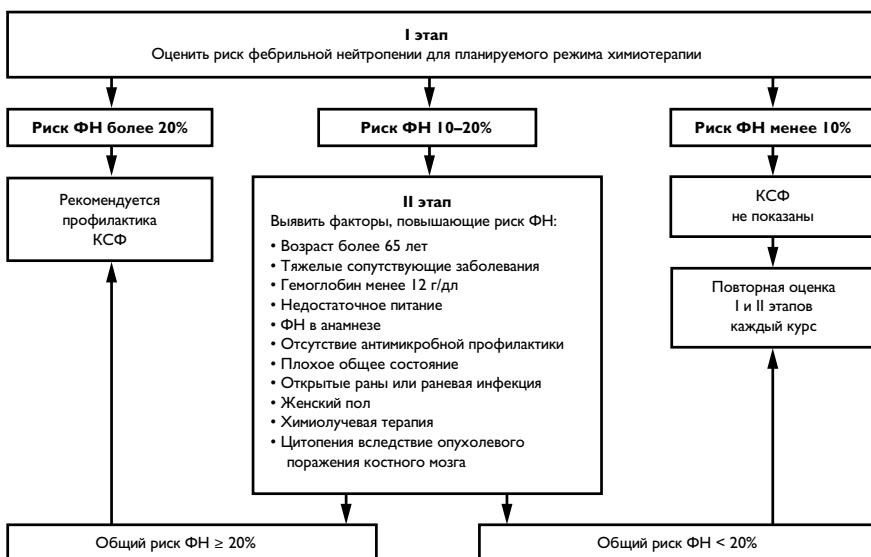 I этап
Оценить риск фебрильной нейтропении для планируемого режима химиотерапии
Риск ФН более 20%
Риск ФН 10–20%
Риск ФН менее 10%
Рекомендуется
профилактика
КСФ
II этап
Выявить факторы, повышающие риск ФН:
• Возраст более 65 лет
• Тяжелые сопутствующие заболевания
• Гемоглобин менее 12 г/дл
• Недостаточное питание
• ФН в анамнезе
• Отсутствие антимикробной профилактики
• Плохое общее состояние
• Открытые раны или раневая инфекция
• Женский пол
• Химиолучевая терапия
• Цитопения вследствие опухолевого
поражения костного мозга
КСФ
не показаны
Повторная оценка
I и II этапов
каждый курс
Общий риск ФН ≥ 20%
Общий риск ФН < 20%